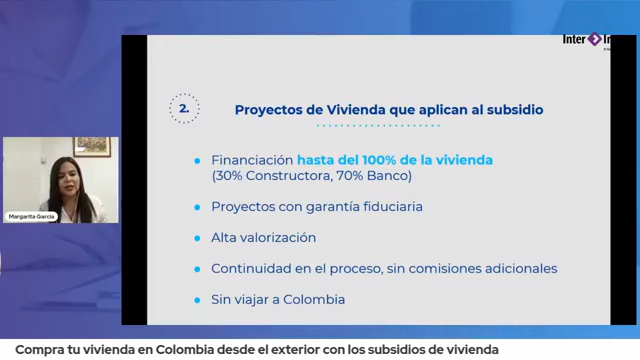 Inter
2.
Proyectos de Vivienda que aplican al subsidio
Financiación hasta del 100% de la vivienda
(30% Constructora, 70% Banco)
Proyectos con garantía fiduciaria
Alta valorización
Continuidad en el proceso, sin comisiones adicionales
Sin viajar a Colombia
Margarita García
Compra tu vivienda en Colombia desde el exterior con los subsidios de vivienda